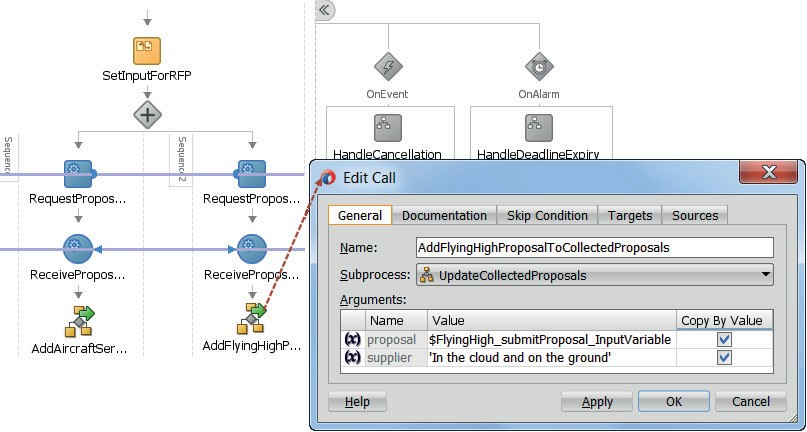 SetInputForRFP
Sequence
Sequence2
RequestPropos...
RequestPropos...
ReceivePropos...
ReceivePropos...
AddAircraftSer...
AddFlyingHighP...
OnEvent
OnAlarm
HandleCancellation
HandleDeadlineExpiry
Edit Call
General Documentation Skip Condition Targets Sources
Name: AddFlyingHighProposalToCollectedProposals
Subprocess: UpdateCollectedProposals
Arguments:
Name Value Copy By Value
(x) proposal $FlyingHigh_submitProposal_InputVariable
(x) supplier 'In the cloud and on the ground'
Help Apply OK Cancel